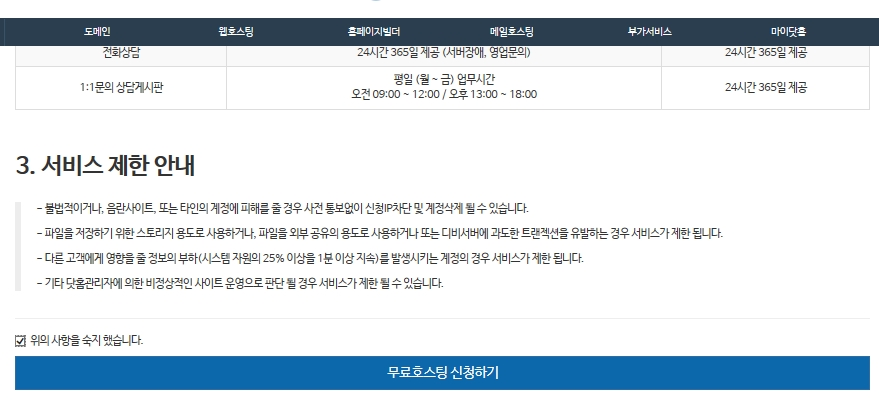 도메인 웹호스팅 홈페이지빌더 메일호스팅 부가서비스 마이닷홈
전화상담 24시간 365일 제공 (서버장애, 영업문의) 24시간 365일 제공
1:1문의 상담게시판 평일 (월 ~ 금) 업무시간
오전 09:00 ~ 12:00 / 오후 13:00 ~ 18:00 24시간 365일 제공
3. 서비스 제한 안내
- 불법적이거나, 음란사이트, 또는 타인의 계정에 피해를 줄 경우 사전 통보없이 신청IP차단 및 계정삭제 될 수 있습니다.
- 파일을 저장하기 위한 스토리지 용도로 사용하거나, 파일을 외부 공유의 용도로 사용하거나 또는 디비서버에 과도한 트랜젝션을 유발하는 경우 서비스가 제한 됩니다.
- 다른 고객에게 영향을 줄 정보의 부하(시스템 자원의 25% 이상을 1분 이상 지속)를 발생시키는 계정의 경우 서비스가 제한 됩니다.
- 기타 닷홈관리자에 의한 비정상적인 사이트 운영으로 판단 될 경우 서비스가 제한 될 수 있습니다.
위의 사항을 숙지 했습니다.
무료호스팅 신청하기